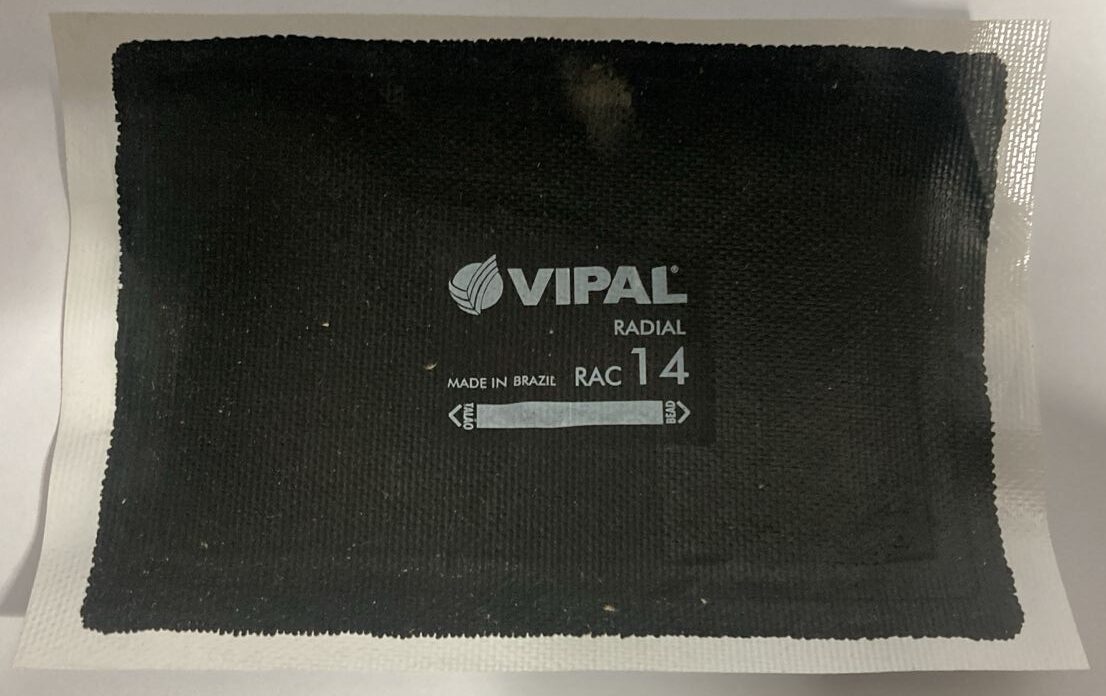 VIPAL®
RADIAL
MADE IN BRAZIL RAC 14
TALÃO BEAD